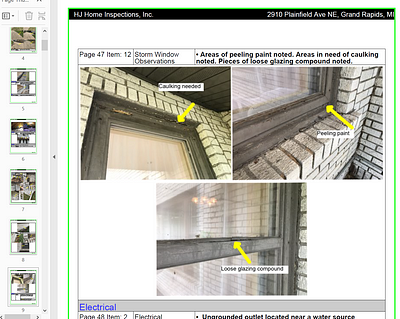 HJ Home Inspections, Inc. 2910 Plainfield Ave NE, Grand Rapids, MI
Page 47 Item: 12 Storm Window • Areas of peeling paint noted. Areas in need of caulking
Observations noted. Pieces of loose glazing compound noted.
Caulking needed
Peeling paint
Loose glazing compound
Electrical
Page 48 Item: 2 Electrical • Ungrounded outlet located near a water source
4
5
6
7
8
9